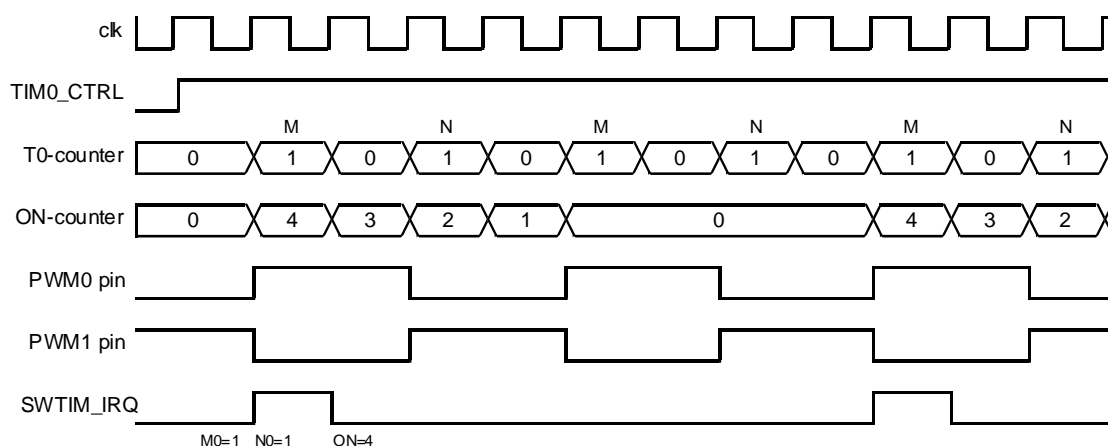 clk
TIM0_CTRL
M N M N M N
T0-counter 0 1 0 1 0 1 0 1 0 1 0 1
ON-counter 0 4 3 2 1 0 4 3 2
PWM0 pin
PWM1 pin
SWTIM_IRQ
M0=1 N0=1 ON=4